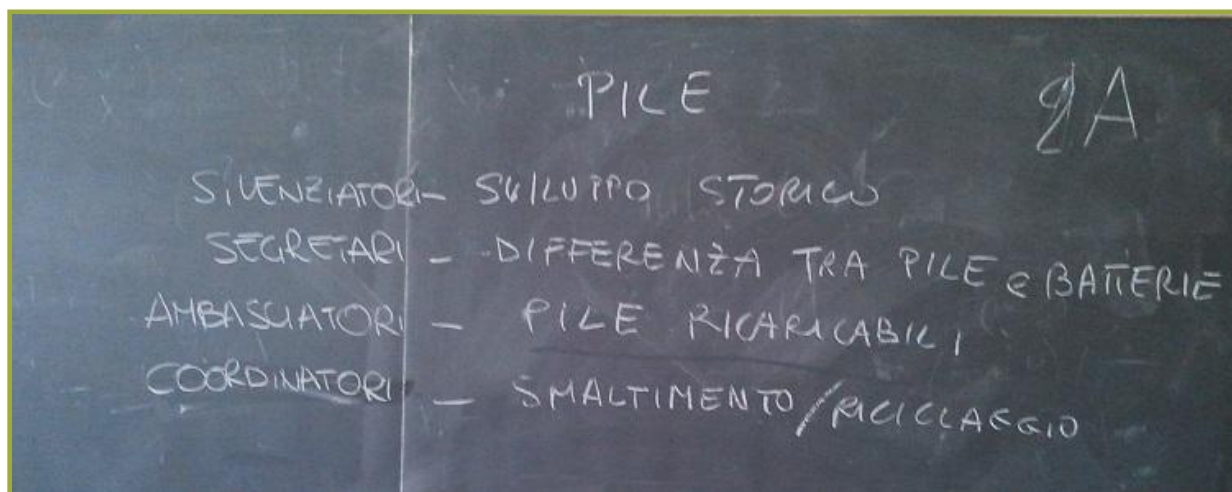 PILE 2A
SILENZIATORI - SVILUPPO STORICO
SEGRETARI - DIFFERENZA TRA PILE e BATTERIE
AMBASCIATORI - PILE RICARICABILI
COORDINATORI - SMALTIMENTO/RICICLAGGIO